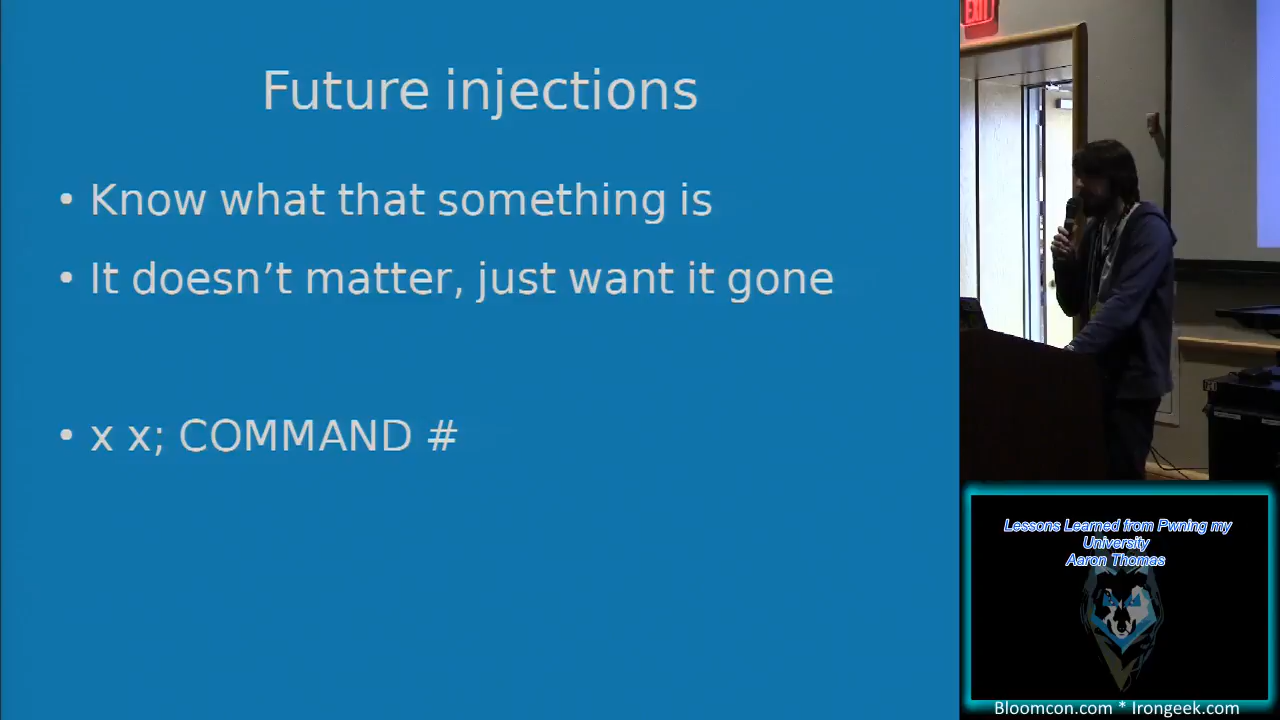 Future injections
• Know what that something is
• It doesn’t matter, just want it gone
• x x; COMMAND #
EXIT
Lessons Learned from Pwning my
University
Aaron Thomas
Bloomcon.com * Irongeek.com